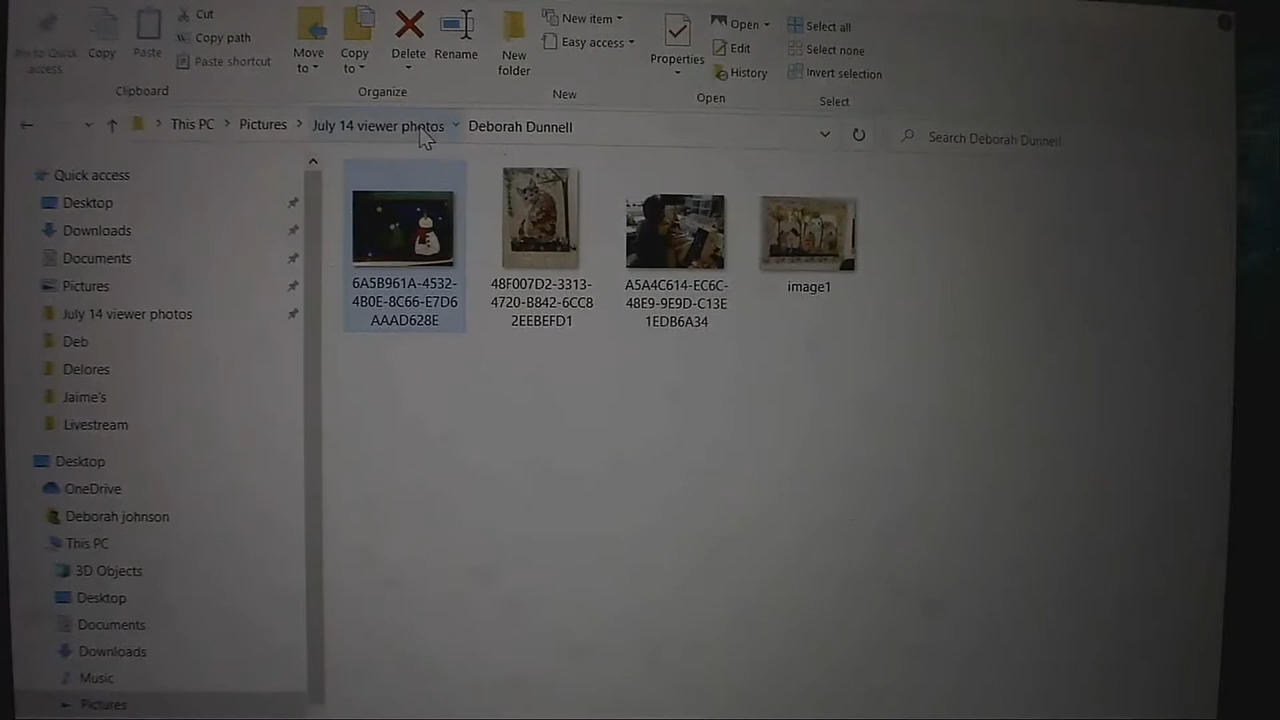 Cut
Copy path
Paste shortcut
Pin to Quick
access
Copy
Paste
Clipboard
Move
to
Copy
to
Delete
Rename
Organize
New
folder
New item
Easy access
New
Properties
Open
Edit
History
Open
Select all
Select none
Invert selection
Select
This PC > Pictures > July 14 viewer photos Deborah Dunnell
Search Deborah Dunnell
Quick access
Desktop
Downloads
Documents
Pictures
July 14 viewer photos
Deb
Delores
Jaime's
Livestream
Desktop
OneDrive
Deborah johnson
This PC
3D Objects
Desktop
Documents
Downloads
Music
Pictures
6A5B961A-4532-
4B0E-8C66-E7D6
AAAD628E
48F007D2-3313-
4720-B842-6CC8
2EEBEFD1
A5A4C614-EC6C-
48E9-9E9D-C13E
1EDB6A34
image1